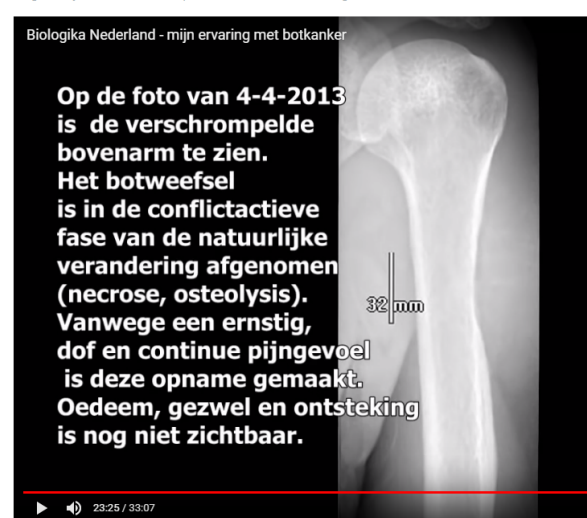 Biologika Nederland - mijn ervaring met botkanker
Op de foto van 4-4-2013
is de verschrompelde
bovenarm te zien.
Het botweefsel
is in de conflictactieve
fase van de natuurlijke
verandering afgenomen
(necrose, osteolysis).
Vanwege een ernstig,
dof en continue pijngevoel
is deze opname gemaakt.
Oedeem, gezwel en ontsteking
is nog niet zichtbaar.
32 mm
23:25 / 33:07